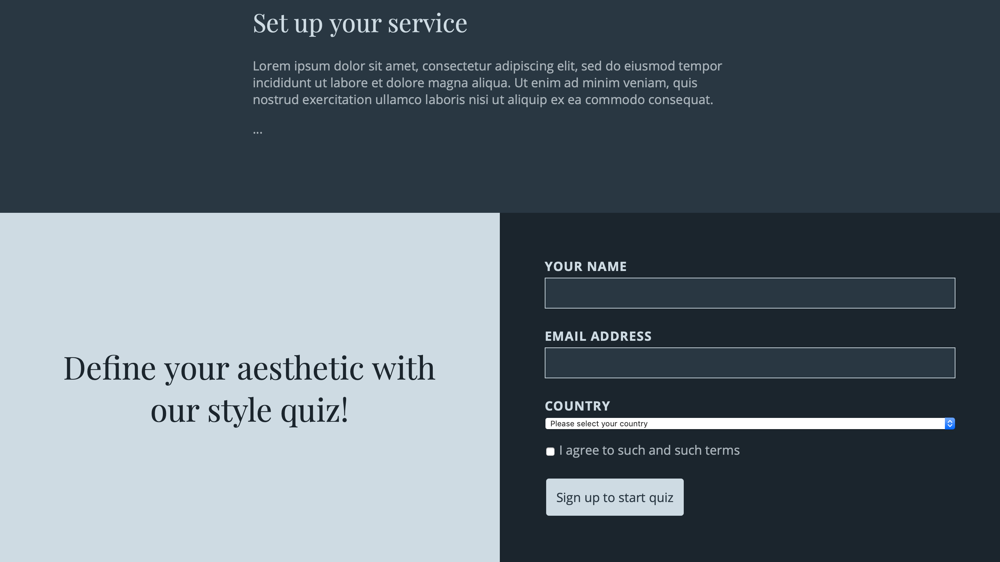 Set up your service
Lorem ipsum dolor sit amet, consectetur adipiscing elit, sed do eiusmod tempor
incididunt ut labore et dolore magna aliqua. Ut enim ad minim veniam, quis
nostrud exercitation ullamco laboris nisi ut aliquip ex ea commodo consequat.
...
Define your aesthetic with
our style quiz!
YOUR NAME
EMAIL ADDRESS
COUNTRY
Please select your country
I agree to such and such terms
Sign up to start quiz